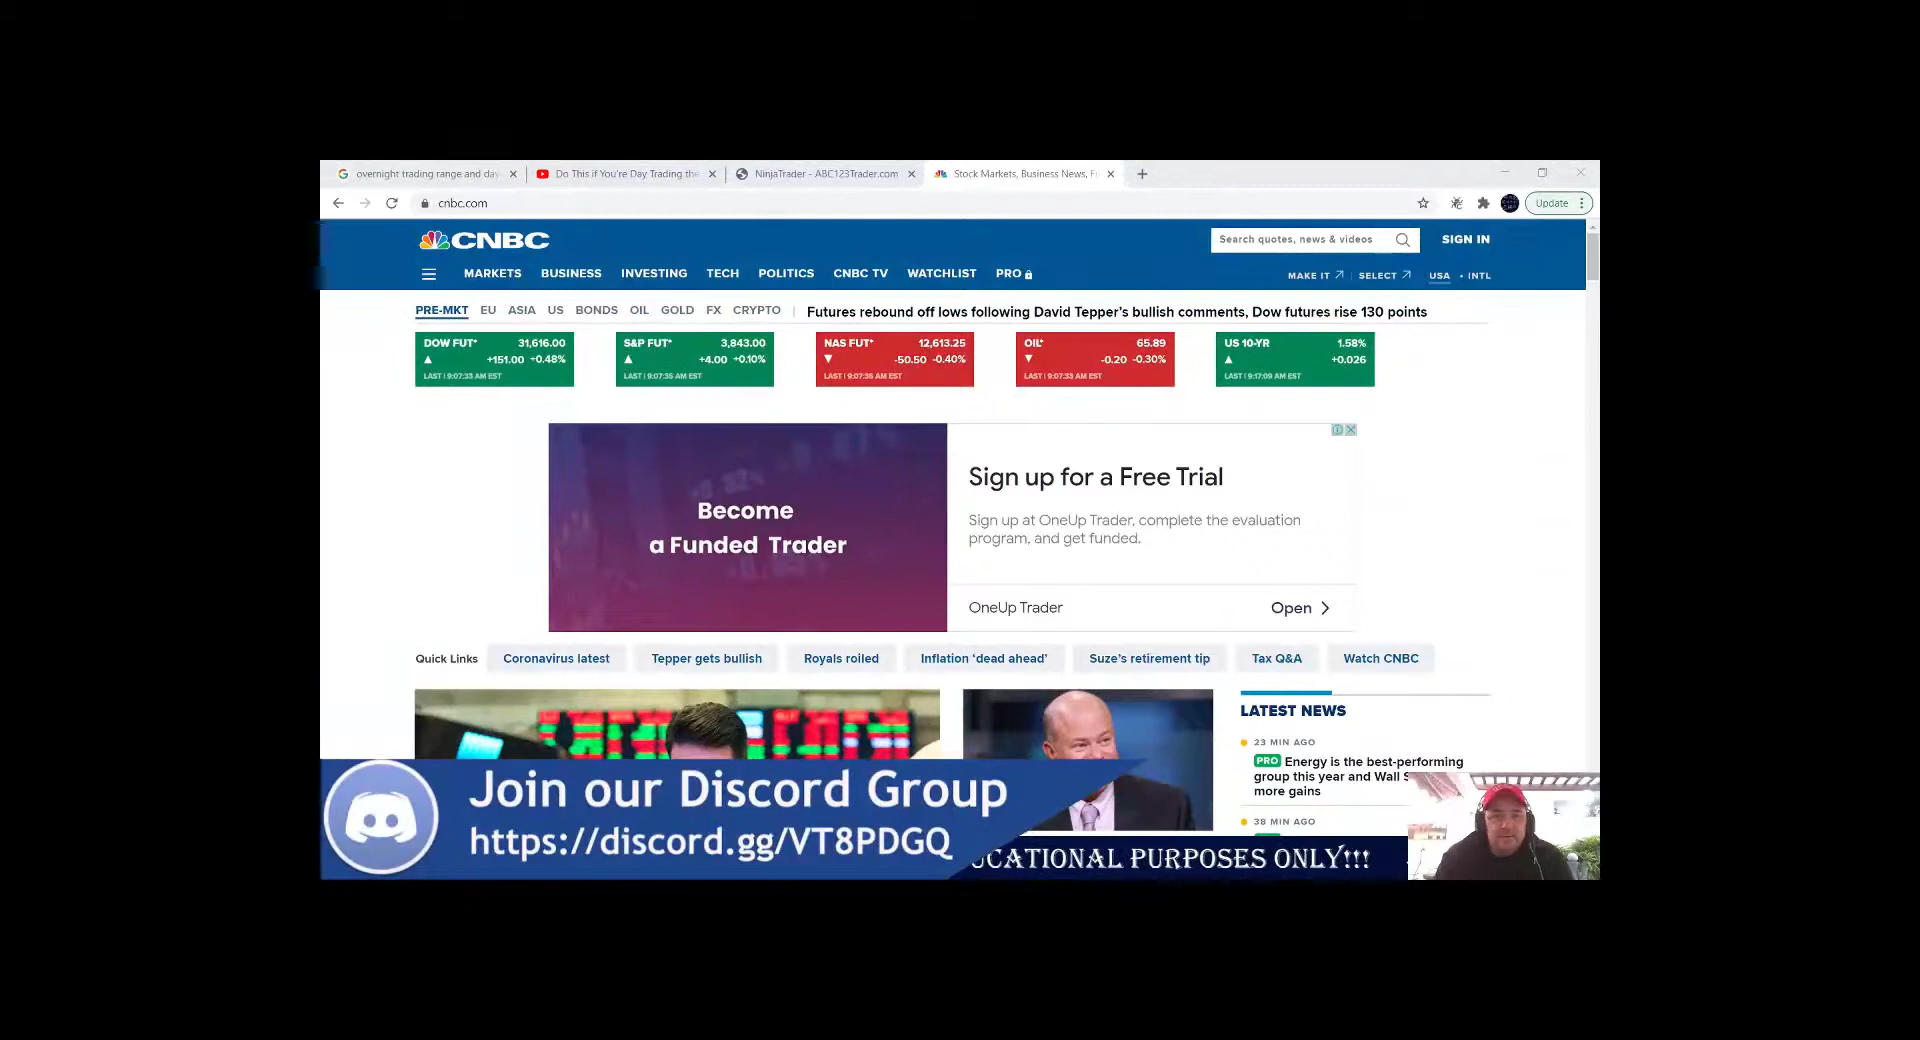 overnight trading range and day
Do This if You're Day Trading the
NinjaTrader - ABC123Trader.com
Stock Markets, Business News, Fi
cnbc.com
Update
CNBC
Search quotes, news & videos
SIGN IN
MARKETS BUSINESS INVESTING TECH POLITICS CNBC TV WATCHLIST PRO
MAKE IT SELECT USA • INTL
PRE-MKT EU ASIA US BONDS OIL GOLD FX CRYPTO
Futures rebound off lows following David Tepper's bullish comments, Dow futures rise 130 points
DOW FUT* 31,616.00
+151.00 +0.48%
LAST | 9:07:33 AM EST
S&P FUT* 3,843.00
+4.00 +0.10%
LAST | 9:07:35 AM EST
NAS FUT* 12,613.25
-50.50 -0.40%
LAST | 9:07:35 AM EST
OIL* 65.89
-0.20 -0.30%
LAST | 9:07:33 AM EST
US 10-YR 1.58%
+0.026
LAST | 9:17:09 AM EST
Become
a Funded Trader
Sign up for a Free Trial
Sign up at OneUp Trader, complete the evaluation
program, and get funded.
OneUp Trader
Open
Quick Links
Coronavirus latest
Tepper gets bullish
Royals roiled
Inflation 'dead ahead'
Suze's retirement tip
Tax Q&A
Watch CNBC
LATEST NEWS
23 MIN AGO
PRO Energy is the best-performing
group this year and Wall S
more gains
38 MIN AGO
Join our Discord Group
https://discord.gg/VT8PDGQ
UCATIONAL PURPOSES ONLY!!!